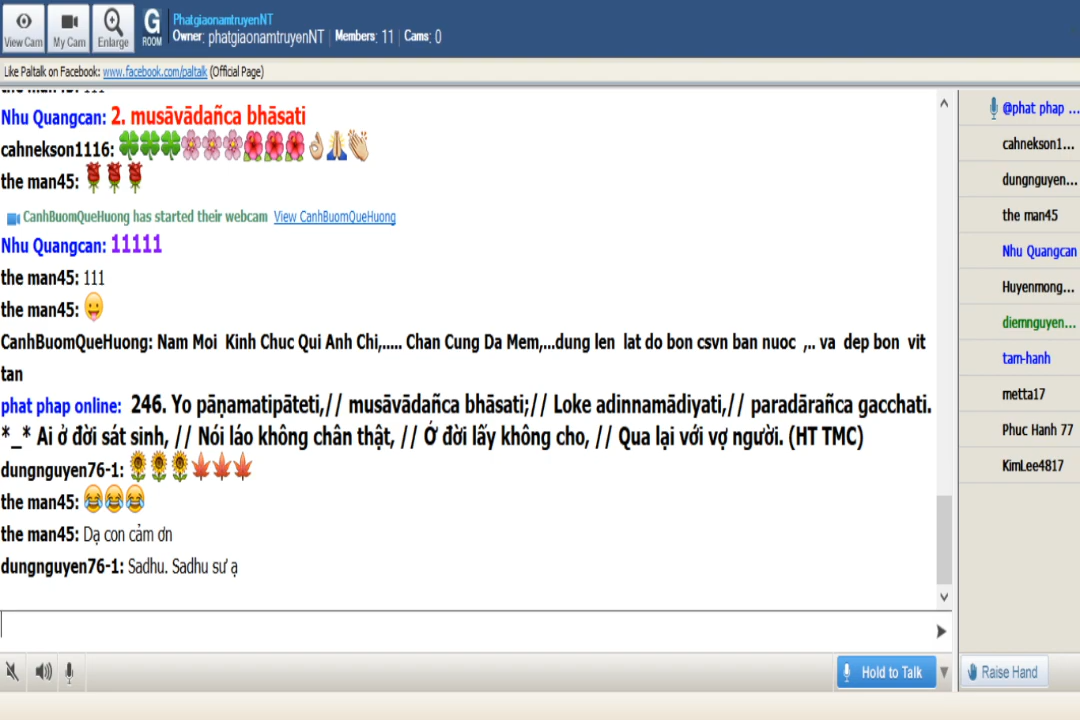 PhatgiaonamtruyenNT
Owner: phatgiaonamtruyenNT | Members: 11 | Cams: 0
View Cam
My Cam
Enlarge
G
ROOM
Like Paltalk on Facebook: www.facebook.com/paltalk (Official Page)
the man45: 111
Nhu Quangcan: 2. musāvādañca bhāsati
cahnekson1116:
the man45:
CanhBuomQueHuong has started their webcam View CanhBuomQueHuong
Nhu Quangcan: 11111
the man45: 111
the man45:
CanhBuomQueHuong: Nam Moi Kinh Chuc Qui Anh Chi,..... Chan Cung Da Mem,...dung len lat do bon csvn ban nuoc ,.. va dep bon vit
tan
phat phap online: 246. Yo pāṇamatipāteti,// musāvādañca bhāsati;// Loke adinnamādiyati,// paradārañca gacchati.
*_* Ai ở đời sát sinh, // Nói láo không chân thật, // Ở đời lấy không cho, // Qua lại với vợ người. (HT TMC)
dungnguyen76-1:
the man45:
the man45: Dạ con cảm ơn
dungnguyen76-1: Sadhu. Sadhu sư ạ
@phat phap ...
cahnekson1...
dungnguyen...
the man45
Nhu Quangcan
Huyenmong...
diemnguyen...
tam-hanh
metta17
Phuc Hanh 77
KimLee4817
Hold to Talk
Raise Hand